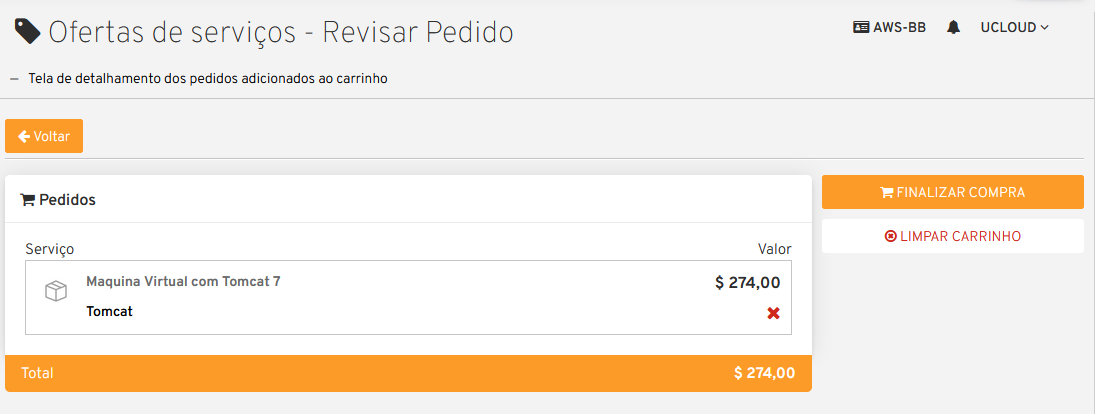 Ofertas de serviços - Revisar Pedido
AWS-BB
UCLOUD
Tela de detalhamento dos pedidos adicionados ao carrinho
Voltar
Pedidos
Serviço Valor
Maquina Virtual com Tomcat 7 $ 274,00
Tomcat
Total $ 274,00
FINALIZAR COMPRA
LIMPAR CARRINHO